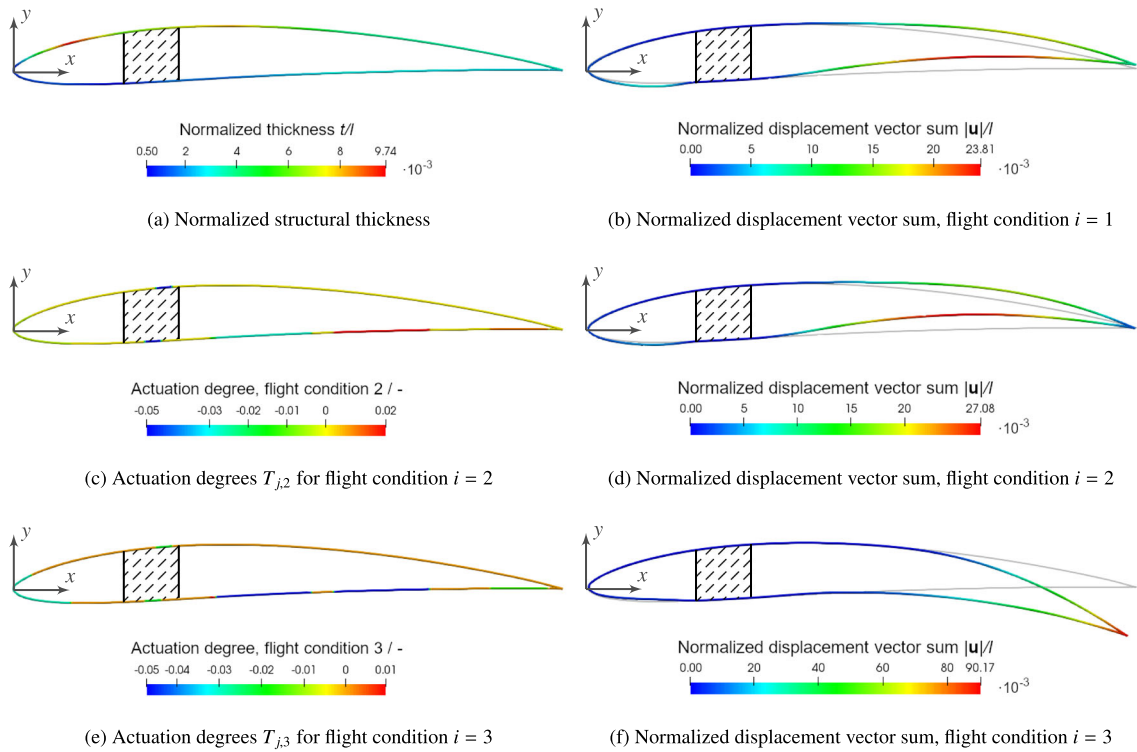 y
x
Normalized thickness t/l
0.50 2 4 6 8 9.74
·10⁻³
(a) Normalized structural thickness
y
x
Normalized displacement vector sum |u|/l
0.00 5 10 15 20 23.81
·10⁻³
(b) Normalized displacement vector sum, flight condition i = 1
y
x
Actuation degree, flight condition 2 / -
-0.05 -0.03 -0.02 -0.01 0 0.02
(c) Actuation degrees T_{j,2} for flight condition i = 2
y
x
Normalized displacement vector sum |u|/l
0.00 5 10 15 20 27.08
·10⁻³
(d) Normalized displacement vector sum, flight condition i = 2
y
x
Actuation degree, flight condition 3 / -
-0.05 -0.04 -0.03 -0.02 -0.01 0 0.01
(e) Actuation degrees T_{j,3} for flight condition i = 3
y
x
Normalized displacement vector sum |u|/l
0.00 20 40 60 80 90.17
·10⁻³
(f) Normalized displacement vector sum, flight condition i = 3